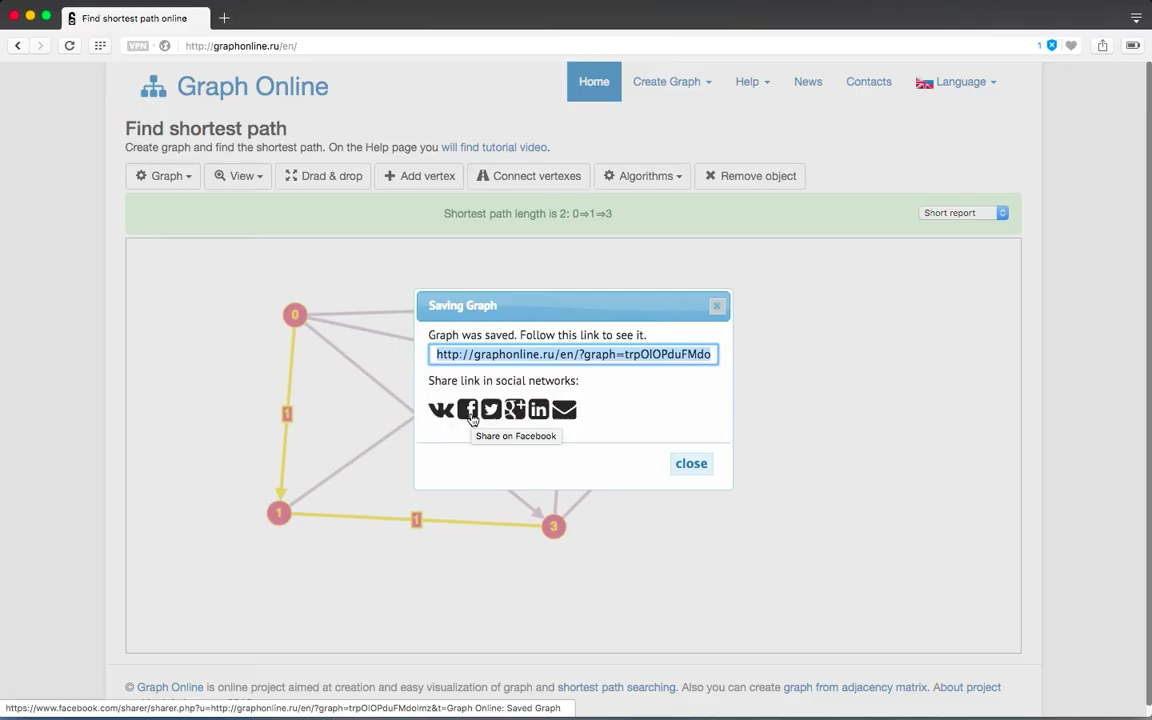 Find shortest path online
VPN
http://graphonline.ru/en/
1
Graph Online
Home
Create Graph
Help
News
Contacts
Language
Find shortest path
Create graph and find the shortest path. On the Help page you will find tutorial video.
Graph
View
Drag & drop
Add vertex
Connect vertexes
Algorithms
Remove object
Shortest path length is 2: 0⇒1⇒3
Short report
0
1
1
1
3
Saving Graph
Graph was saved. Follow this link to see it.
http://graphonline.ru/en/?graph=trpOlOPduFMdo
Share link in social networks:
Share on Facebook
close
© Graph Online is online project aimed at creation and easy visualization of graph and shortest path searching. Also you can create graph from adjacency matrix. About project
https://www.facebook.com/sharer/sharer.php?u=http://graphonline.ru/en/?graph=trpOlOPduFMdoImz&t=Graph Online: Saved Graph